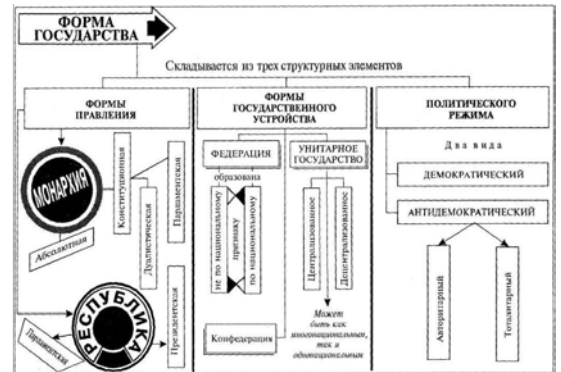 ФОРМА
ГОСУДАРСТВА
Складывается из трех структурных элементов
ФОРМЫ
ПРАВЛЕНИЯ
МОНАРХИЯ
Абсолютная
Конституционная
Дуалистическая
Парламентская
РЕСПУБЛИКА
Парламентская
Президентская
ФОРМЫ
ГОСУДАРСТВЕННОГО
УСТРОЙСТВА
ФЕДЕРАЦИЯ
образована
не по национальному
признаку
по национальному
Конфедерация
УНИТАРНОЕ
ГОСУДАРСТВО
Централизованное
Децентрализованное
Может
быть как
многонациональным,
так и
однонациональным
ПОЛИТИЧЕСКОГО
РЕЖИМА
Два вида
ДЕМОКРАТИЧЕСКИЙ
АНТИДЕМОКРАТИЧЕСКИЙ
Авторитарный
Тоталитарный